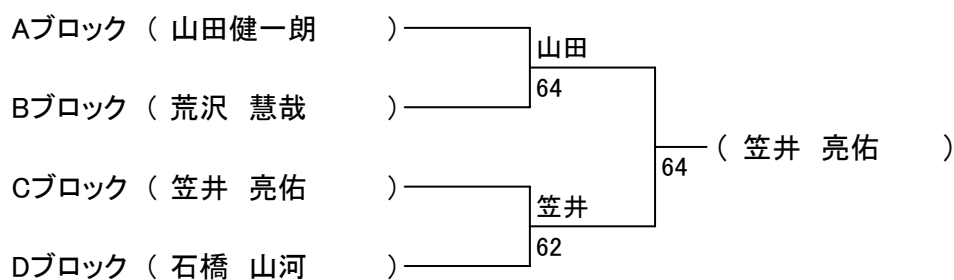 Aブロック （ 山田健一朗 ）
山田
64
Bブロック （ 荒沢 慧哉 ）
（ 笠井 亮佑 ）
64
Cブロック （ 笠井 亮佑 ）
笠井
62
Dブロック （ 石橋 山河 ）